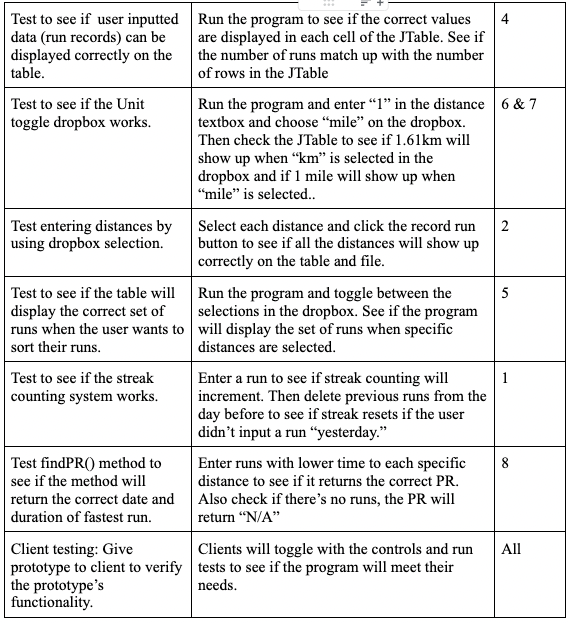 Test to see if  user inputted
data (run records) can be
displayed correctly on the
table.
Run the program to see if the correct values
are displayed in each cell of the JTable. See if
the number of runs match up with the number
of rows in the JTable
4
Test to see if the Unit
toggle dropbox works.
Run the program and enter “1” in the distance
textbox and choose “mile” on the dropbox.
Then check the JTable to see if 1.61km will
show up when “km” is selected in the
dropbox and if 1 mile will show up when
“mile” is selected..
6 & 7
Test entering distances by
using dropbox selection.
Select each distance and click the record run
button to see if all the distances will show up
correctly on the table and file.
2
Test to see if the table will
display the correct set of
runs when the user wants to
sort their runs.
Run the program and toggle between the
selections in the dropbox. See if the program
will display the set of runs when specific
distances are selected.
5
Test to see if the streak
counting system works.
Enter a run to see if streak counting will
increment. Then delete previous runs from the
day before to see if streak resets if the user
didn’t input a run “yesterday.”
1
Test findPR() method to
see if the method will
return the correct date and
duration of fastest run.
Enter runs with lower time to each specific
distance to see if it returns the correct PR.
Also check if there’s no runs, the PR will
return “N/A”
8
Client testing: Give
prototype to client to verify
the prototype’s
functionality.
Clients will toggle with the controls and run
tests to see if the program will meet their
needs.
All